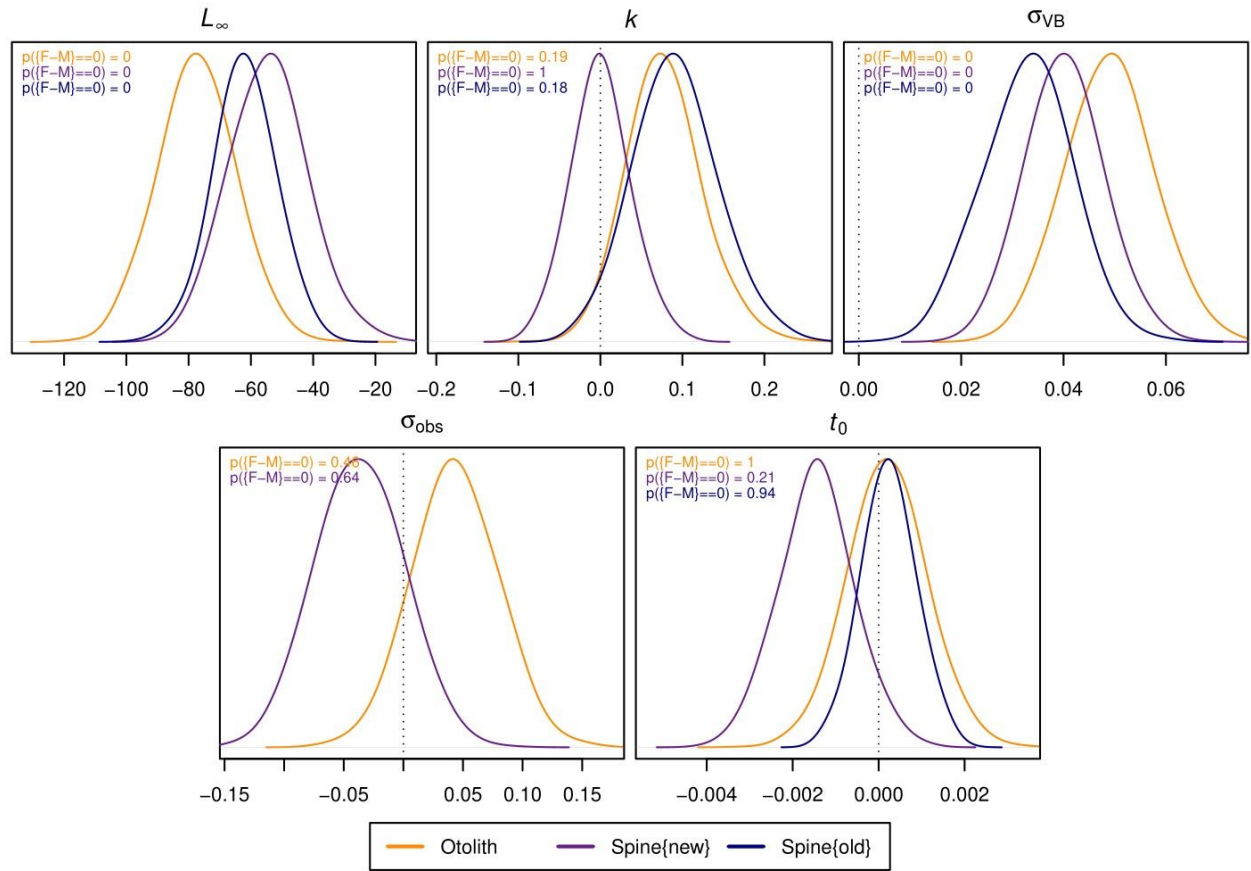 L∞
p({F−M}==0) = 0
p({F−M}==0) = 0
p({F−M}==0) = 0
−120 −100 −80 −60 −40 −20
k
p({F−M}==0) = 0.19
p({F−M}==0) = 1
p({F−M}==0) = 0.18
−0.2 −0.1 0.0 0.1 0.2
σVB
p({F−M}==0) = 0
p({F−M}==0) = 0
p({F−M}==0) = 0
0.00 0.02 0.04 0.06
σobs
p({F−M}==0) = 0.46
p({F−M}==0) = 0.64
−0.15 −0.05 0.05 0.10 0.15
t0
p({F−M}==0) = 1
p({F−M}==0) = 0.21
p({F−M}==0) = 0.94
−0.004 −0.002 0.000 0.002
Otolith Spine{new} Spine{old}